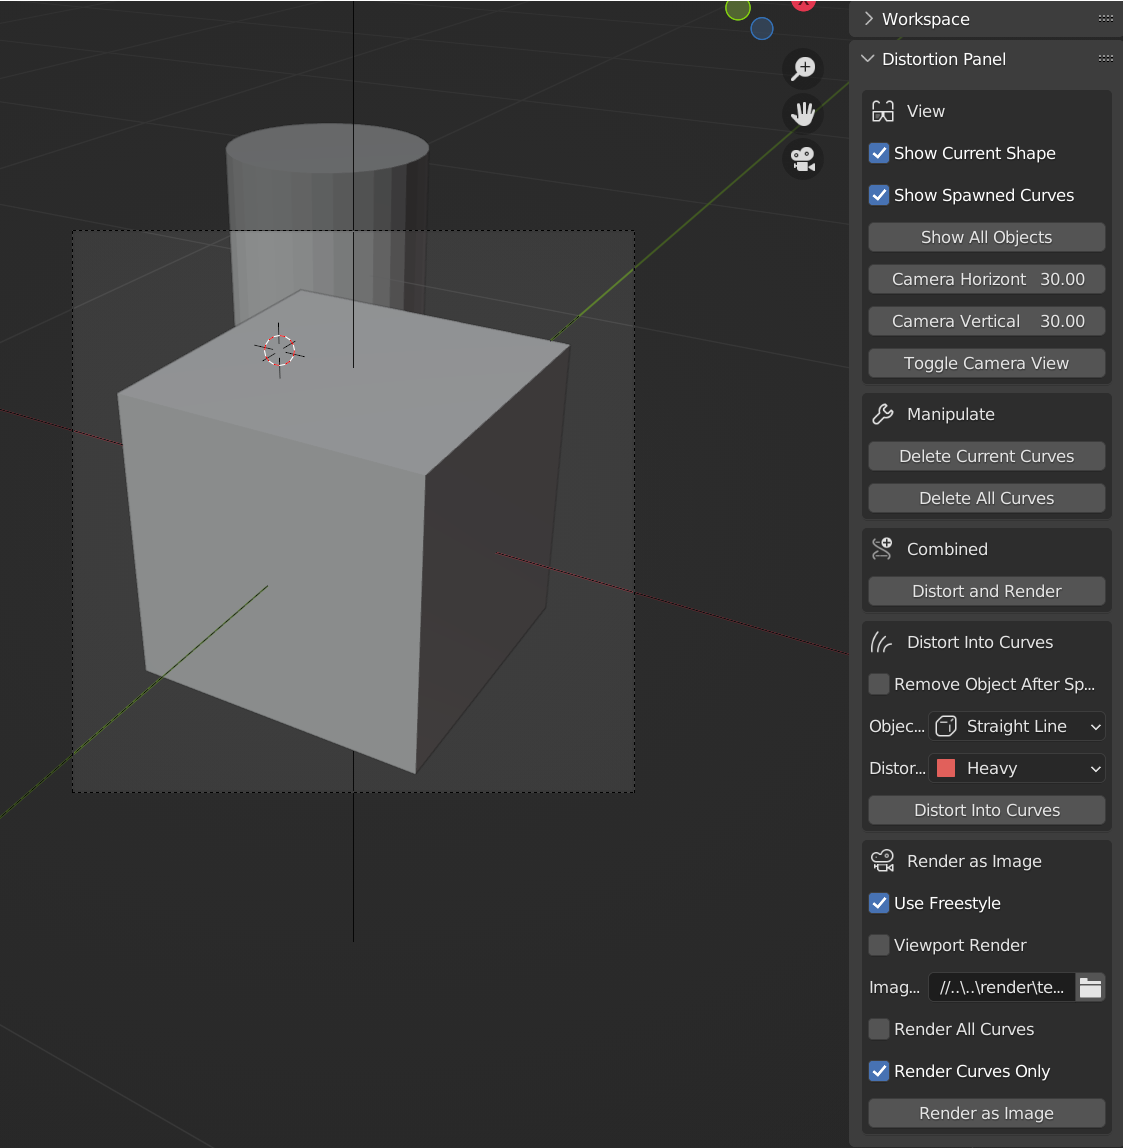 Workspace
Distortion Panel
View
Show Current Shape
Show Spawned Curves
Show All Objects
Camera Horizont 30.00
Camera Vertical 30.00
Toggle Camera View
Manipulate
Delete Current Curves
Delete All Curves
Combined
Distort and Render
Distort Into Curves
Remove Object After Sp...
Objec... Straight Line
Distor... Heavy
Distort Into Curves
Render as Image
Use Freestyle
Viewport Render
Imag... //..\..\render\te...
Render All Curves
Render Curves Only
Render as Image